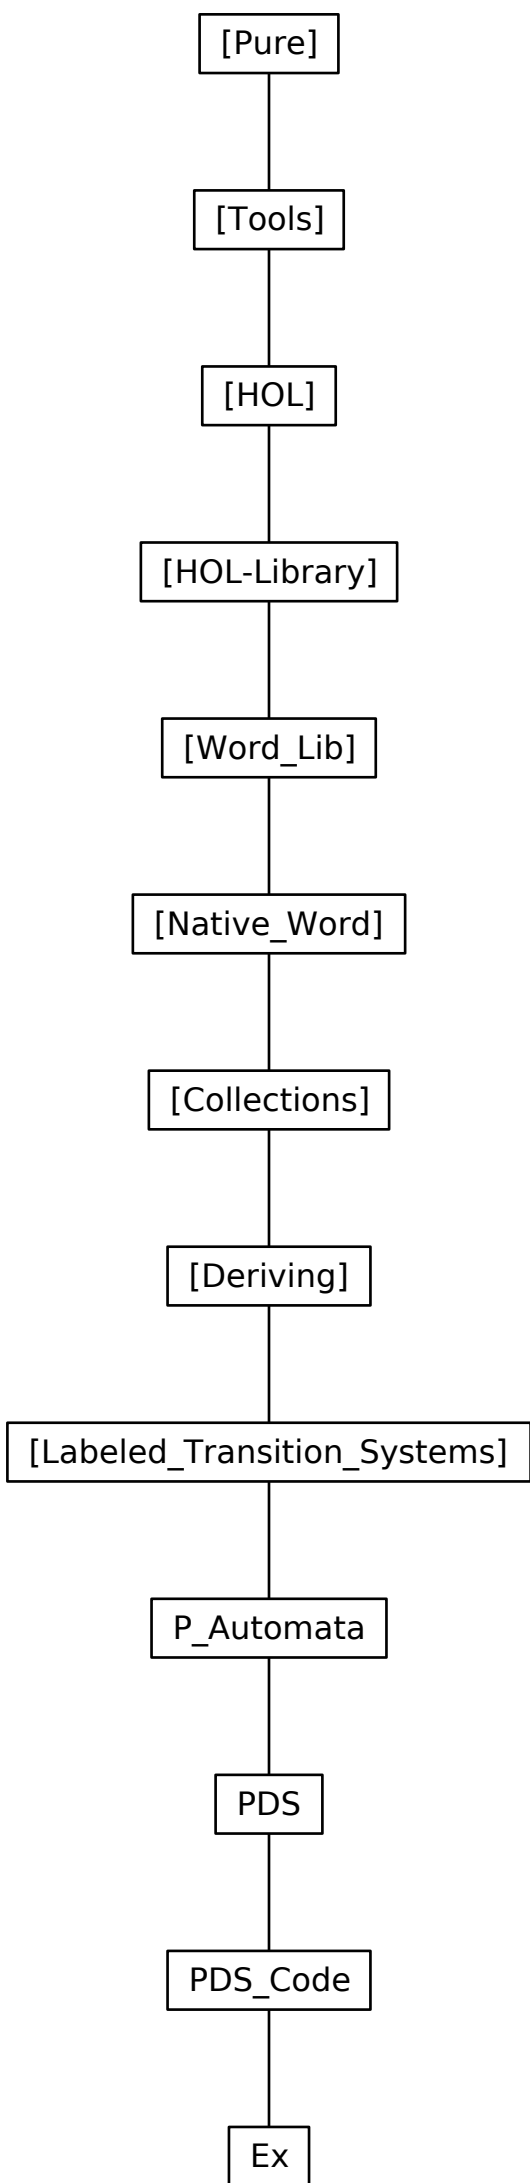 [Pure]
[Tools]
[HOL]
[HOL-Library]
[Word_Lib]
[Native_Word]
[Collections]
[Deriving]
[Labeled_Transition_Systems]
P_Automata
PDS
PDS_Code
Ex